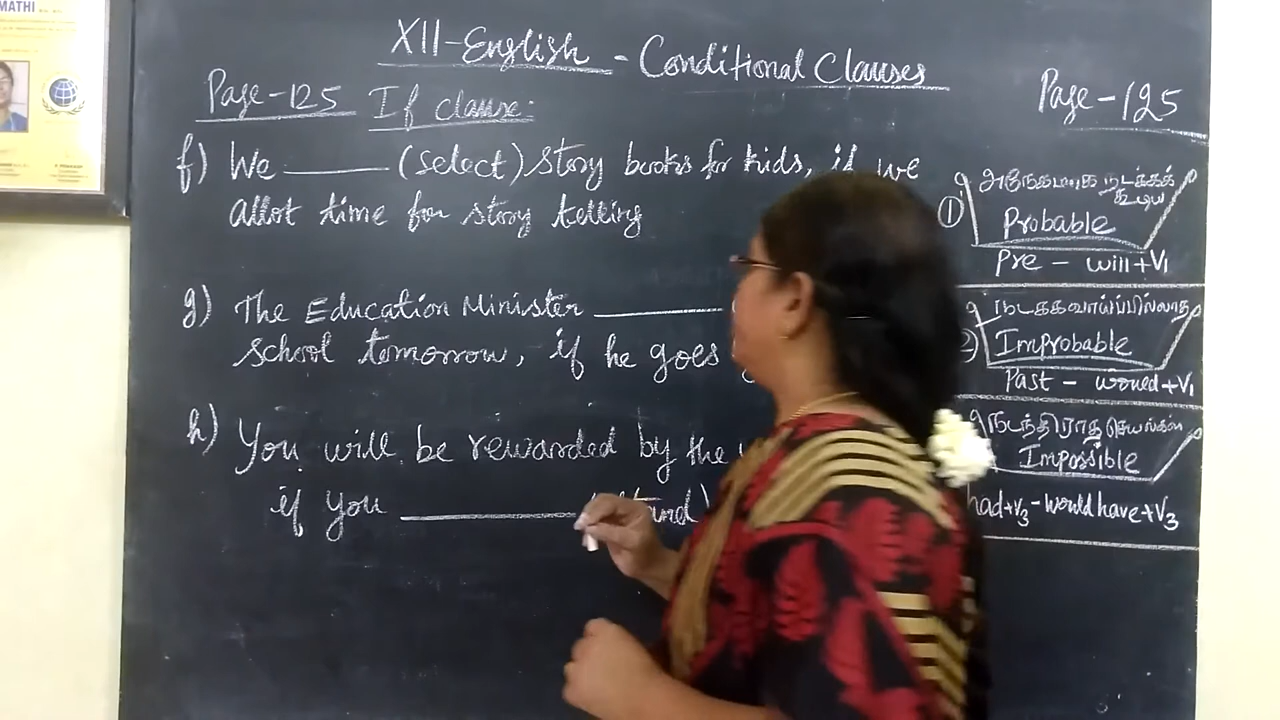 MATHI
XII-English - Conditional Clauses
Page-125 If clause:
Page-125
f) We ______ (select) story books for kids, if we
allot time for story telling
g) The Education Minister ______
school tomorrow, if he goes
h) You will be rewarded by the
if you ______
① நடக்கக்
கூடிய
Probable
Pre - will+V1
நடக்கவாய்ப்பில்லாத
2) Improbable
Past - would+V1
நடந்திராத செயல்கள்
Impossible
had+V3-would have+V3